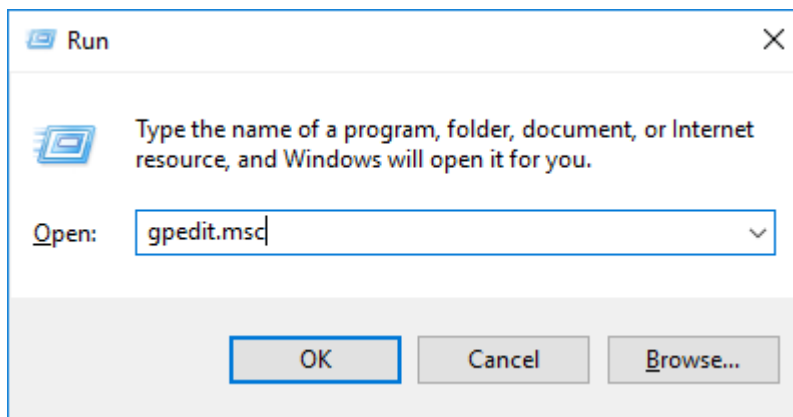 Run
Type the name of a program, folder, document, or Internet
resource, and Windows will open it for you.
Open: gpedit.msc
OK Cancel Browse...